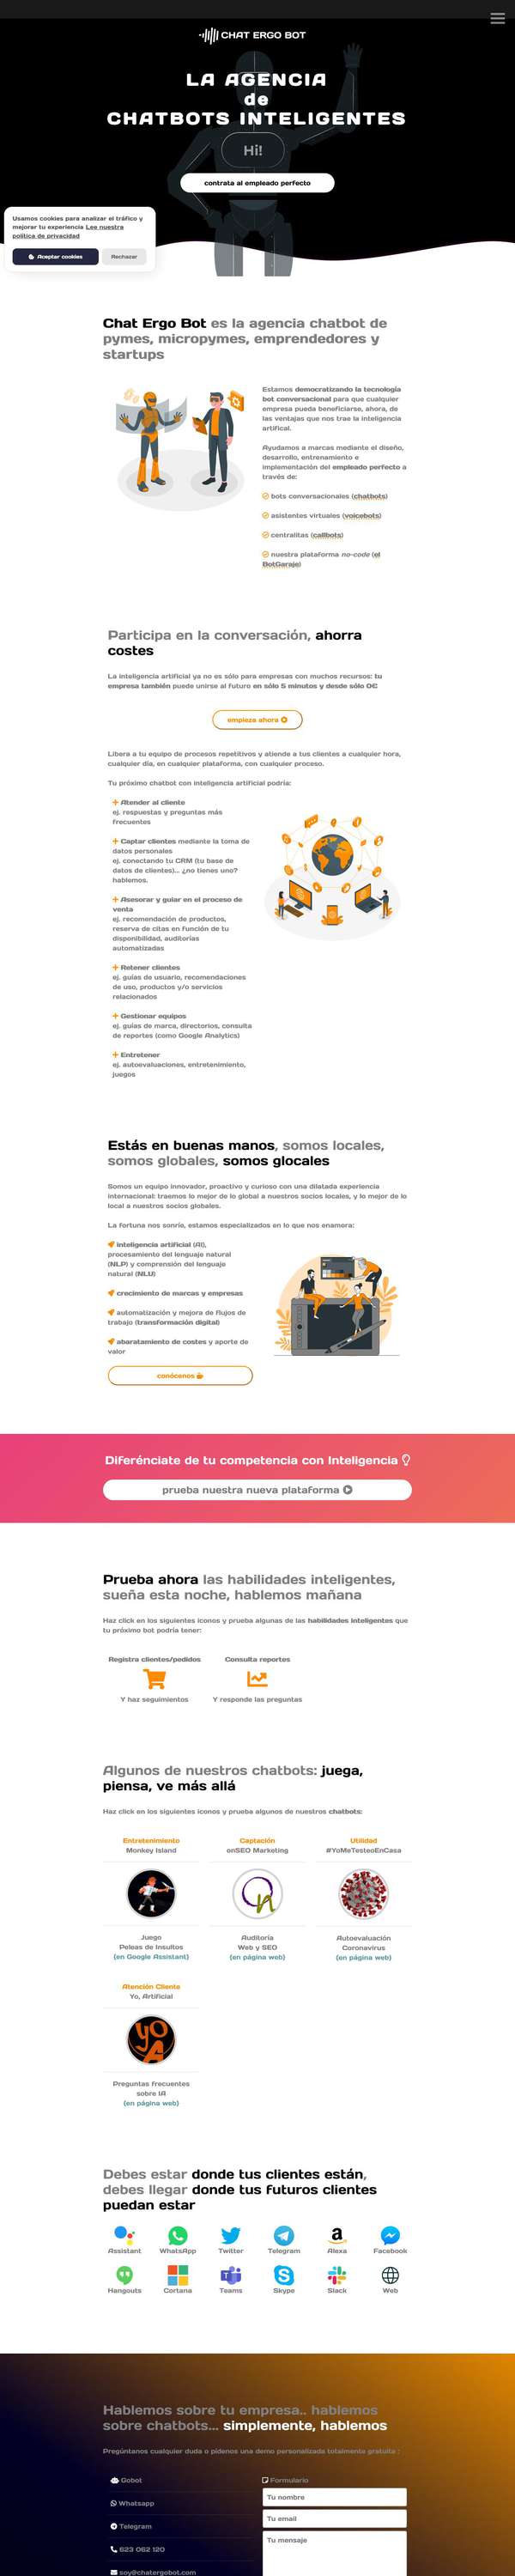 CHAT ERGO BOT
LA AGENCIA
de
CHATBOTS INTELIGENTES
Hi!
contrata al empleado perfecto
Usamos cookies para analizar el tráfico y
mejorar tu experiencia Lee nuestra
política de privacidad
Aceptar cookies
Rechazar
Chat Ergo Bot es la agencia chatbot de
pymes, micropymes, emprendedores y
startups
Estamos democratizando la tecnología
bot conversacional para que cualquier
empresa pueda beneficiarse, ahora, de
las ventajas que nos trae la inteligencia
artifical.
Ayudamos a marcas mediante el diseño,
desarrollo, entrenamiento e
implementación del empleado perfecto a
través de:
bots conversacionales (chatbots)
asistentes virtuales (voicebots)
centralitas (callbots)
nuestra plataforma no-code (el
BotGaraje)
Participa en la conversación, ahorra
costes
La inteligencia artificial ya no es sólo para empresas con muchos recursos: tu
empresa también puede unirse al futuro en sólo 5 minutos y desde sólo 0€
empieza ahora
Libera a tu equipo de procesos repetitivos y atiende a tus clientes a cualquier hora,
cualquier día, en cualquier plataforma, con cualquier proceso.
Tu próximo chatbot con inteligencia artificial podría:
Atender al cliente
ej. respuestas y preguntas más
frecuentes
Captar clientes mediante la toma de
datos personales
ej. conectando tu CRM (tu base de
datos de clientes)... ¿no tienes uno?
hablemos.
Asesorar y guiar en el proceso de
venta
ej. recomendación de productos,
reserva de citas en función de tu
disponibilidad, auditorías
automatizadas
Retener clientes
ej. guías de usuario, recomendaciones
de uso, productos y/o servicios
relacionados
Gestionar equipos
ej. guías de marca, directorios, consulta
de reportes (como Google Analytics)
Entretener
ej. autoevaluaciones, entretenimiento,
juegos
Estás en buenas manos, somos locales,
somos globales, somos glocales
Somos un equipo innovador, proactivo y curioso con una dilatada experiencia
internacional: traemos lo mejor de lo global a nuestros socios locales, y lo mejor de lo
local a nuestros socios globales.
La fortuna nos sonríe, estamos especializados en lo que nos enamora:
inteligencia artificial (AI),
procesamiento del lenguaje natural
(NLP) y comprensión del lenguaje
natural (NLU)
crecimiento de marcas y empresas
automatización y mejora de flujos de
trabajo (transformación digital)
abaratamiento de costes y aporte de
valor
conócenos
Diferénciate de tu competencia con Inteligencia
prueba nuestra nueva plataforma
Prueba ahora las habilidades inteligentes,
sueña esta noche, hablemos mañana
Haz click en los siguientes iconos y prueba algunas de las habilidades inteligentes que
tu próximo bot podría tener:
Registra clientes/pedidos
Consulta reportes
Y haz seguimientos
Y responde las preguntas
Algunos de nuestros chatbots: juega,
piensa, ve más allá
Haz click en los siguientes iconos y prueba algunos de nuestros chatbots:
Entretenimiento
Monkey Island
Captación
onSEO Marketing
Utilidad
#YoMeTesteoEnCasa
On
Juego
Peleas de Insultos
(en Google Assistant)
Auditoría
Web y SEO
(en página web)
Autoevaluación
Coronavirus
(en página web)
Atención Cliente
Yo, Artificial
yo
A
Preguntas frecuentes
sobre IA
(en página web)
Debes estar donde tus clientes están,
debes llegar donde tus futuros clientes
puedan estar
Assistant
WhatsApp
Twitter
Telegram
Alexa
Facebook
Hangouts
Cortana
Teams
Skype
Slack
Web
Hablemos sobre tu empresa.. hablemos
sobre chatbots... simplemente, hablemos
Pregúntanos cualquier duda o pídenos una demo personalizada totalmente gratuita :
Gobot
Whatsapp
Telegram
623 062 120
soy@chatergobot.com
Formulario
Tu nombre
Tu email
Tu mensaje